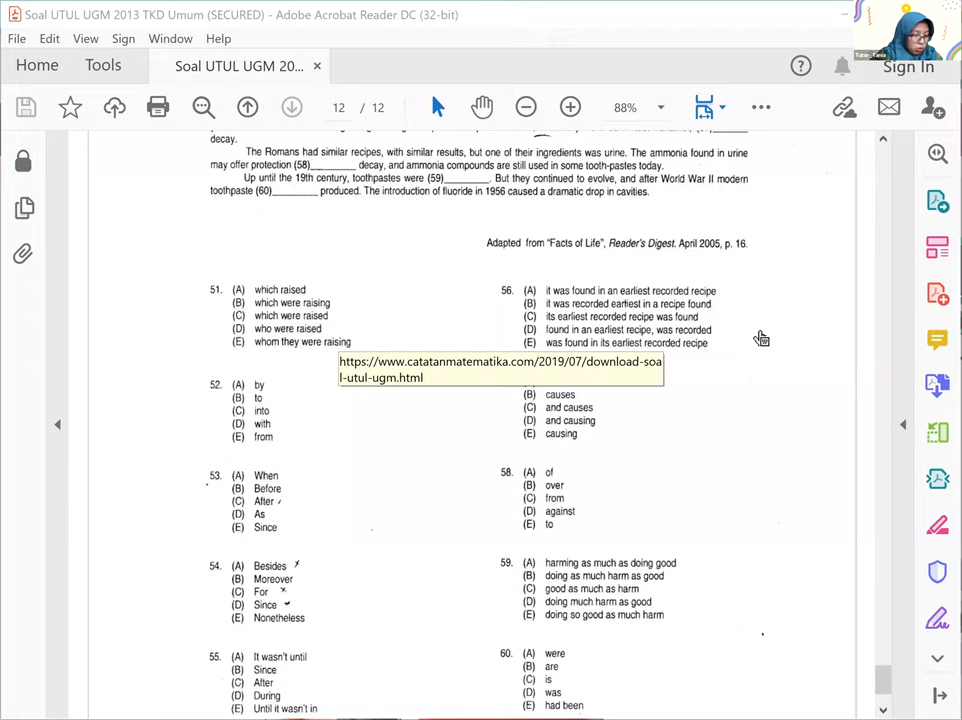 Soal UTUL UGM 2013 TKD Umum (SECURED) - Adobe Acrobat Reader DC (32-bit)
File Edit View Sign Window Help
Tutor_Tania
Home Tools Soal UTUL UGM 20... × Sign In
12 / 12 88%
decay.
The Romans had similar recipes, with similar results, but one of their ingredients was urine. The ammonia found in urine
may offer protection (58)________ decay, and ammonia compounds are still used in some tooth-pastes today.
Up until the 19th century, toothpastes were (59)________. But they continued to evolve, and after World War II modern
toothpaste (60)________ produced. The introduction of fluoride in 1956 caused a dramatic drop in cavities.
Adapted from "Facts of Life", Reader's Digest. April 2005, p. 16.
51. (A) which raised
(B) which were raising
(C) which were raised
(D) who were raised
(E) whom they were raising
https://www.catatanmatematika.com/2019/07/download-soa
l-utul-ugm.html
52. (A) by
(B) to
(C) into
(D) with
(E) from
53. (A) When
(B) Before
(C) After
(D) As
(E) Since
54. (A) Besides
(B) Moreover
(C) For
(D) Since
(E) Nonetheless
55. (A) It wasn't until
(B) Since
(C) After
(D) During
(E) Until it wasn't in
56. (A) it was found in an earliest recorded recipe
(B) it was recorded earliest in a recipe found
(C) its earliest recorded recipe was found
(D) found in an earliest recipe, was recorded
(E) was found in its earliest recorded recipe
(B) causes
(C) and causes
(D) and causing
(E) causing
58. (A) of
(B) over
(C) from
(D) against
(E) to
59. (A) harming as much as doing good
(B) doing as much harm as good
(C) good as much as harm
(D) doing much harm as good
(E) doing so good as much harm
60. (A) were
(B) are
(C) is
(D) was
(E) had been